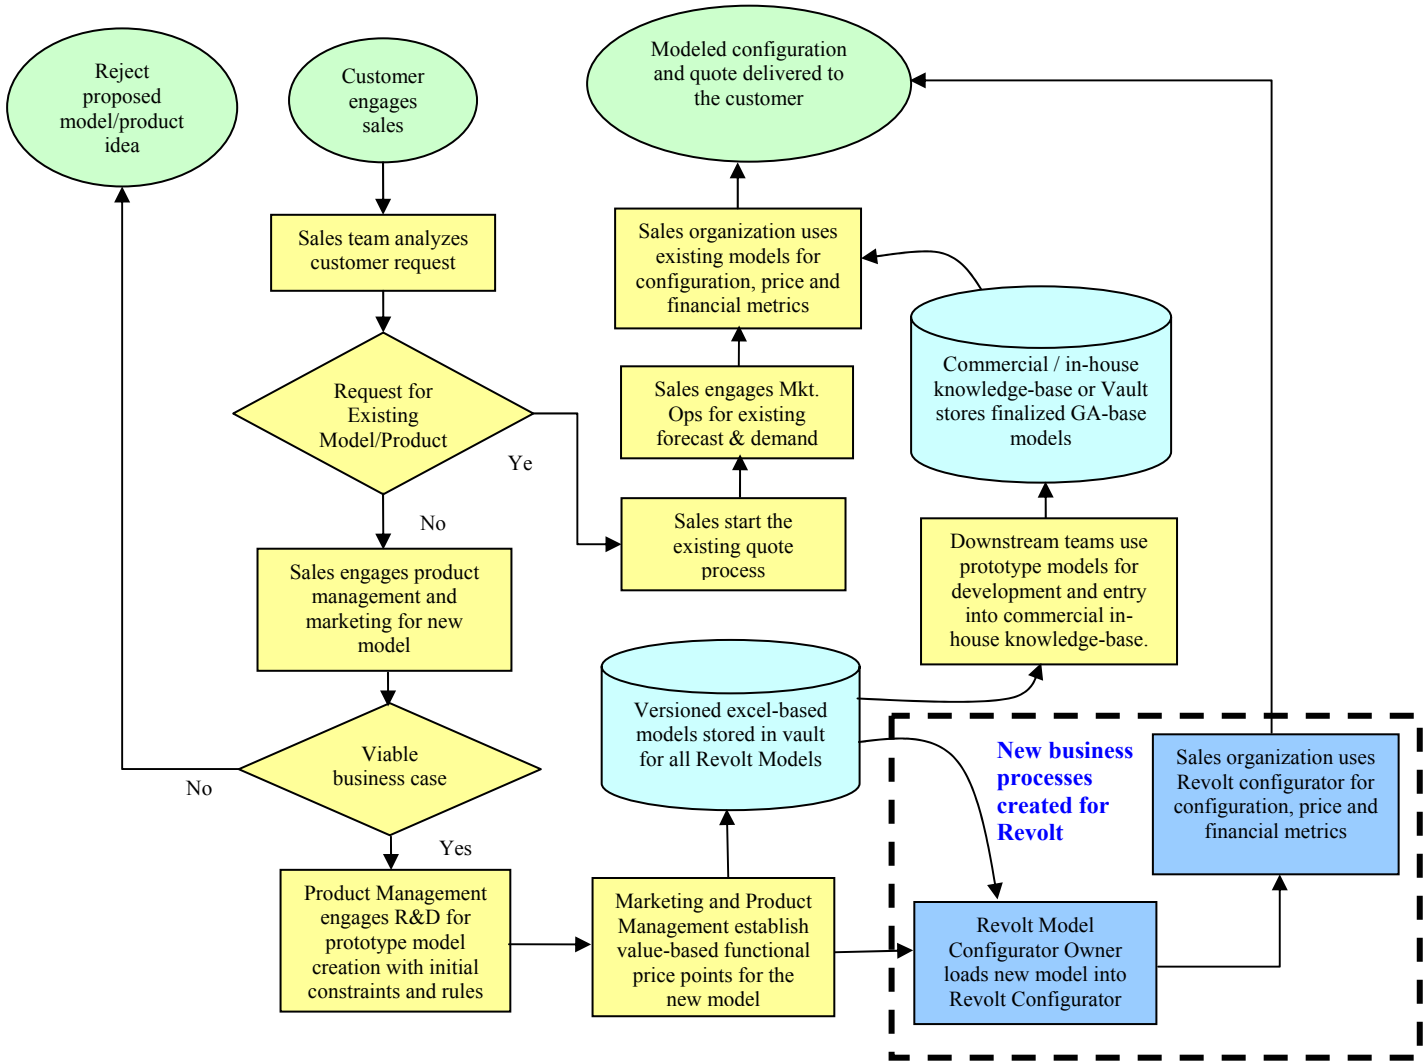 Reject
proposed
model/product
idea
Customer
engages
sales
Modeled configuration
and quote delivered to
the customer
Sales team analyzes
customer request
Sales organization uses
existing models for
configuration, price and
financial metrics
Request for
Existing
Model/Product
Ye
No
Sales engages Mkt.
Ops for existing
forecast & demand
Commercial / in-house
knowledge-base or Vault
stores finalized GA-base
models
Sales start the
existing quote
process
Downstream teams use
prototype models for
development and entry
into commercial in-
house knowledge-base.
Sales engages product
management and
marketing for new
model
Viable
business case
No
Yes
Versioned excel-based
models stored in vault
for all Revolt Models
New business
processes
created for
Revolt
Sales organization uses
Revolt configurator for
configuration, price and
financial metrics
Product Management
engages R&D for
prototype model
creation with initial
constraints and rules
Marketing and Product
Management establish
value-based functional
price points for the
new model
Revolt Model
Configurator Owner
loads new model into
Revolt Configurator